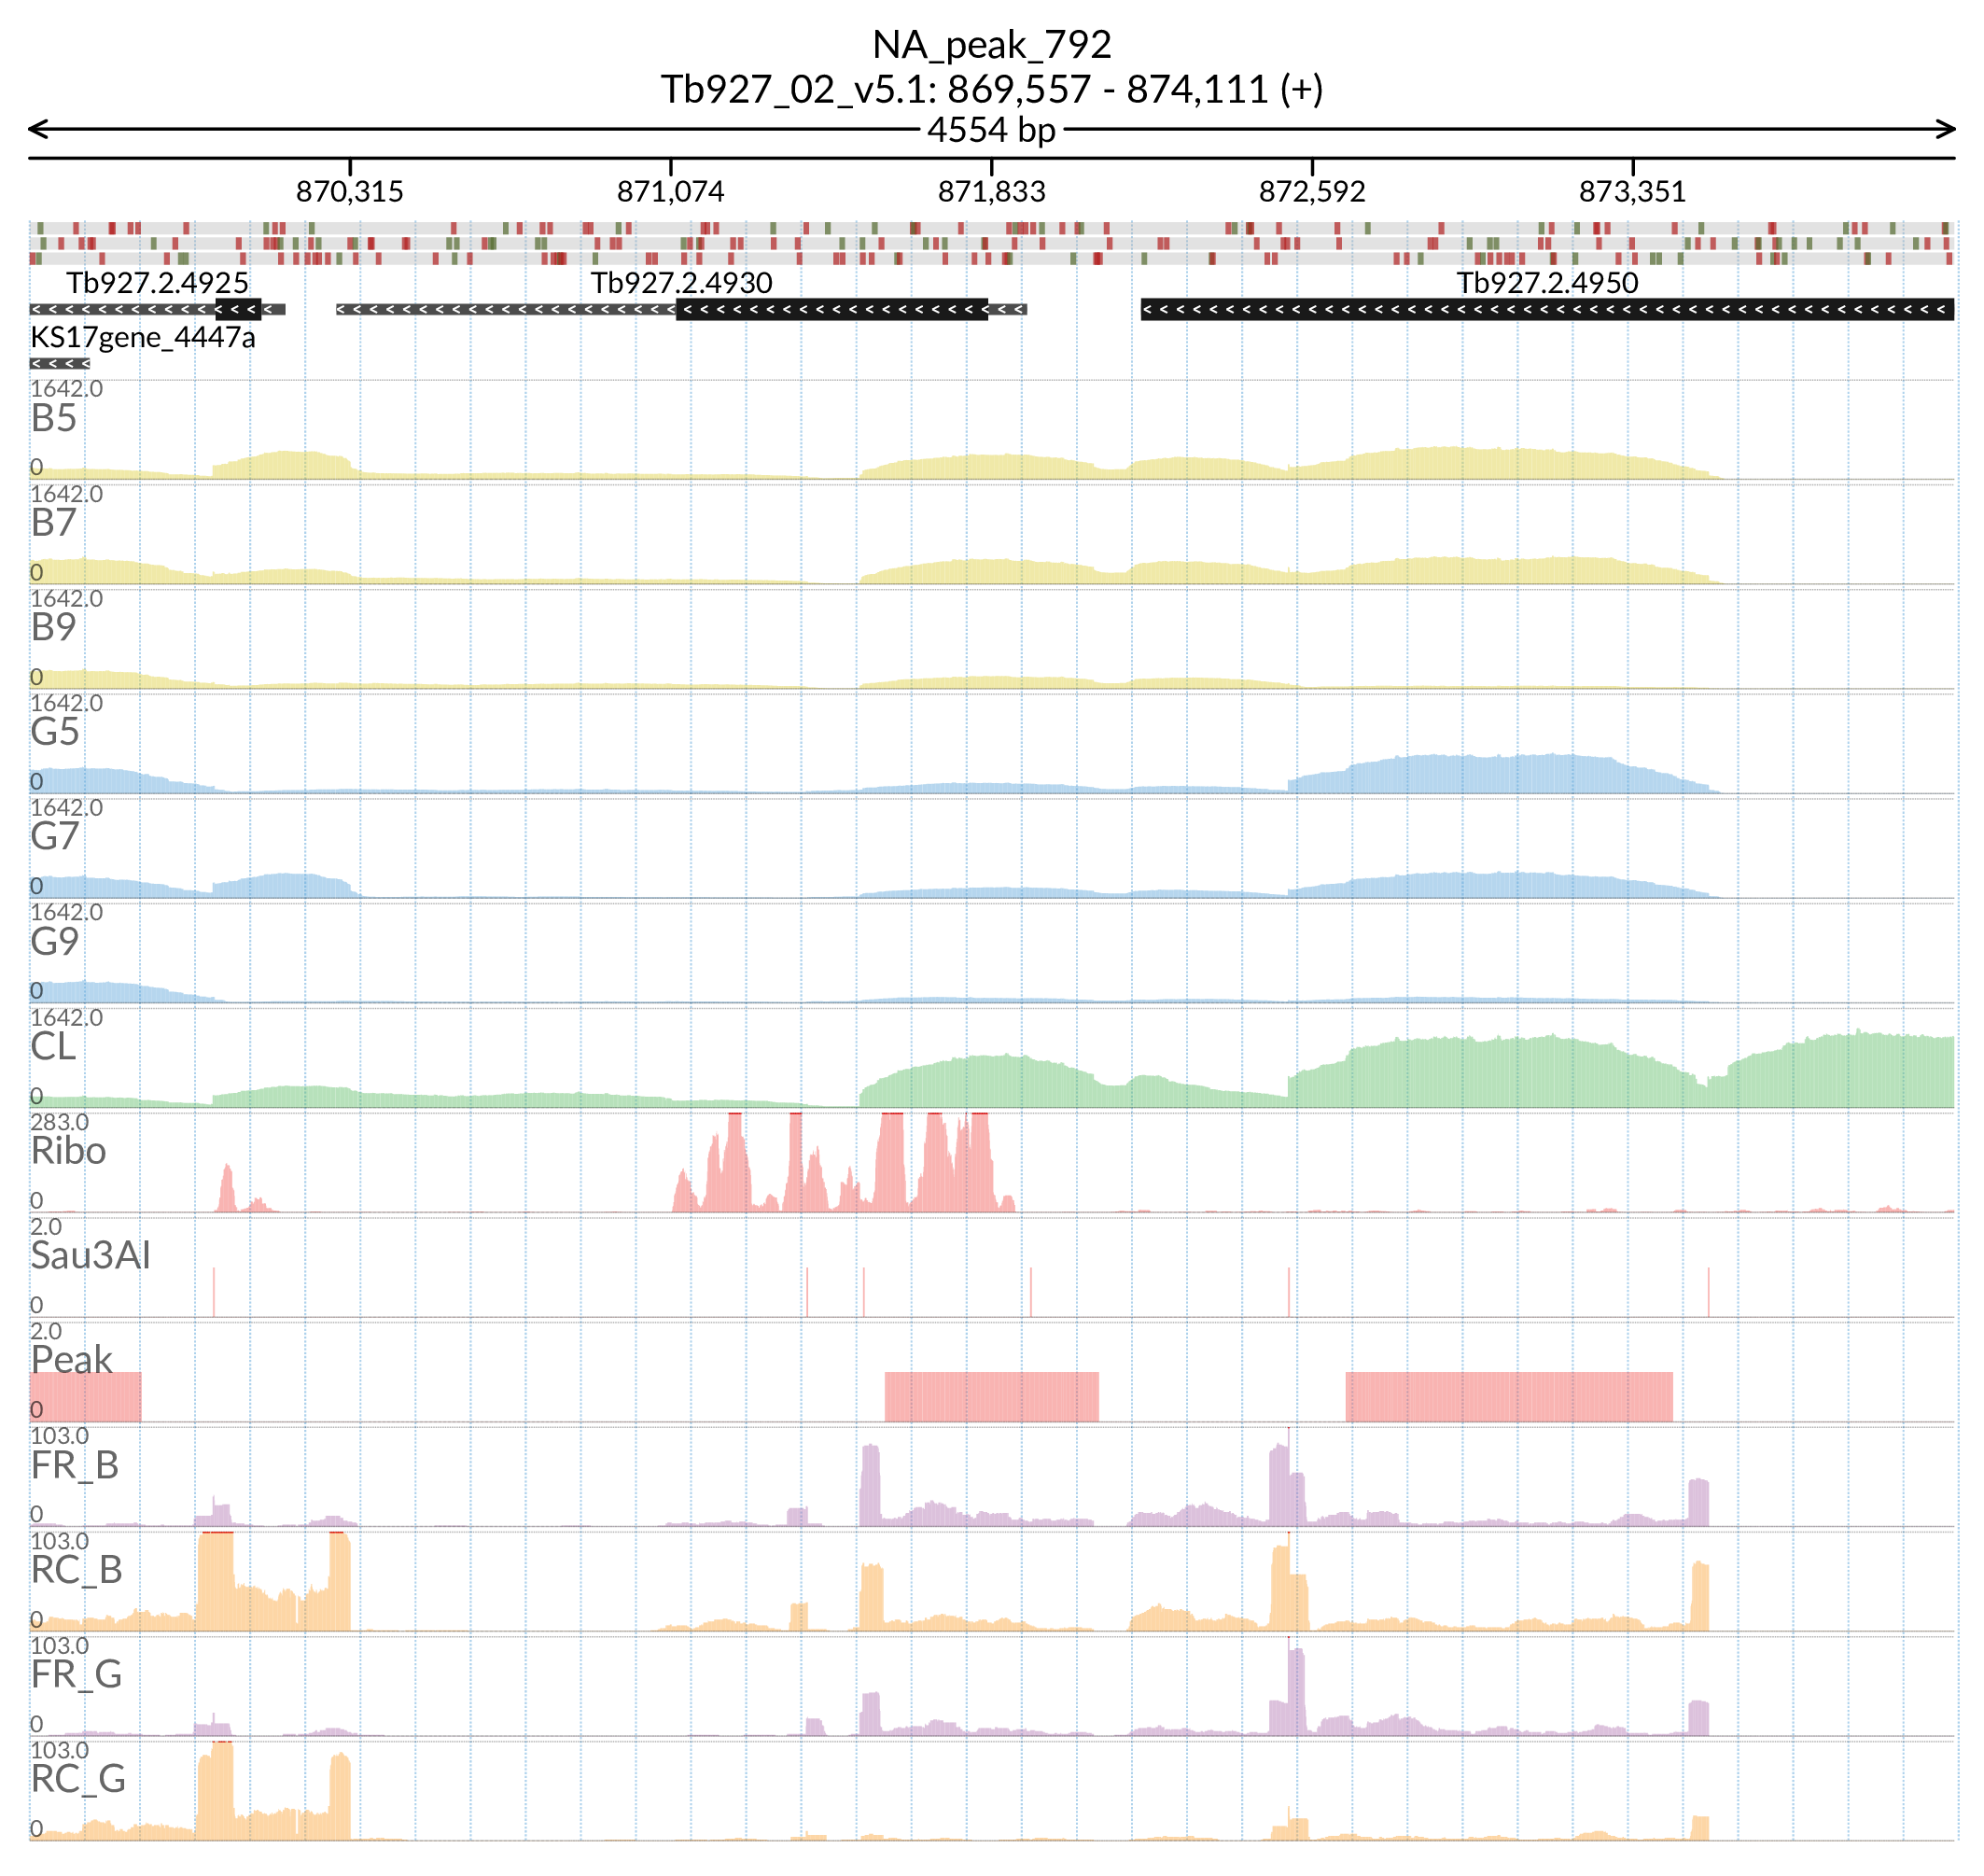 NA_peak_792
Tb927_02_v5.1: 869,557 - 874,111 (+)
4554 bp
870,315 871,074 871,833 872,592 873,351
Tb927.2.4925 Tb927.2.4930 Tb927.2.4950
KS17gene_4447a
1642.0
B5
0
1642.0
B7
0
1642.0
B9
0
1642.0
G5
0
1642.0
G7
0
1642.0
G9
0
1642.0
CL
0
283.0
Ribo
0
2.0
Sau3AI
0
2.0
Peak
0
103.0
FR_B
0
103.0
RC_B
0
103.0
FR_G
0
103.0
RC_G
0